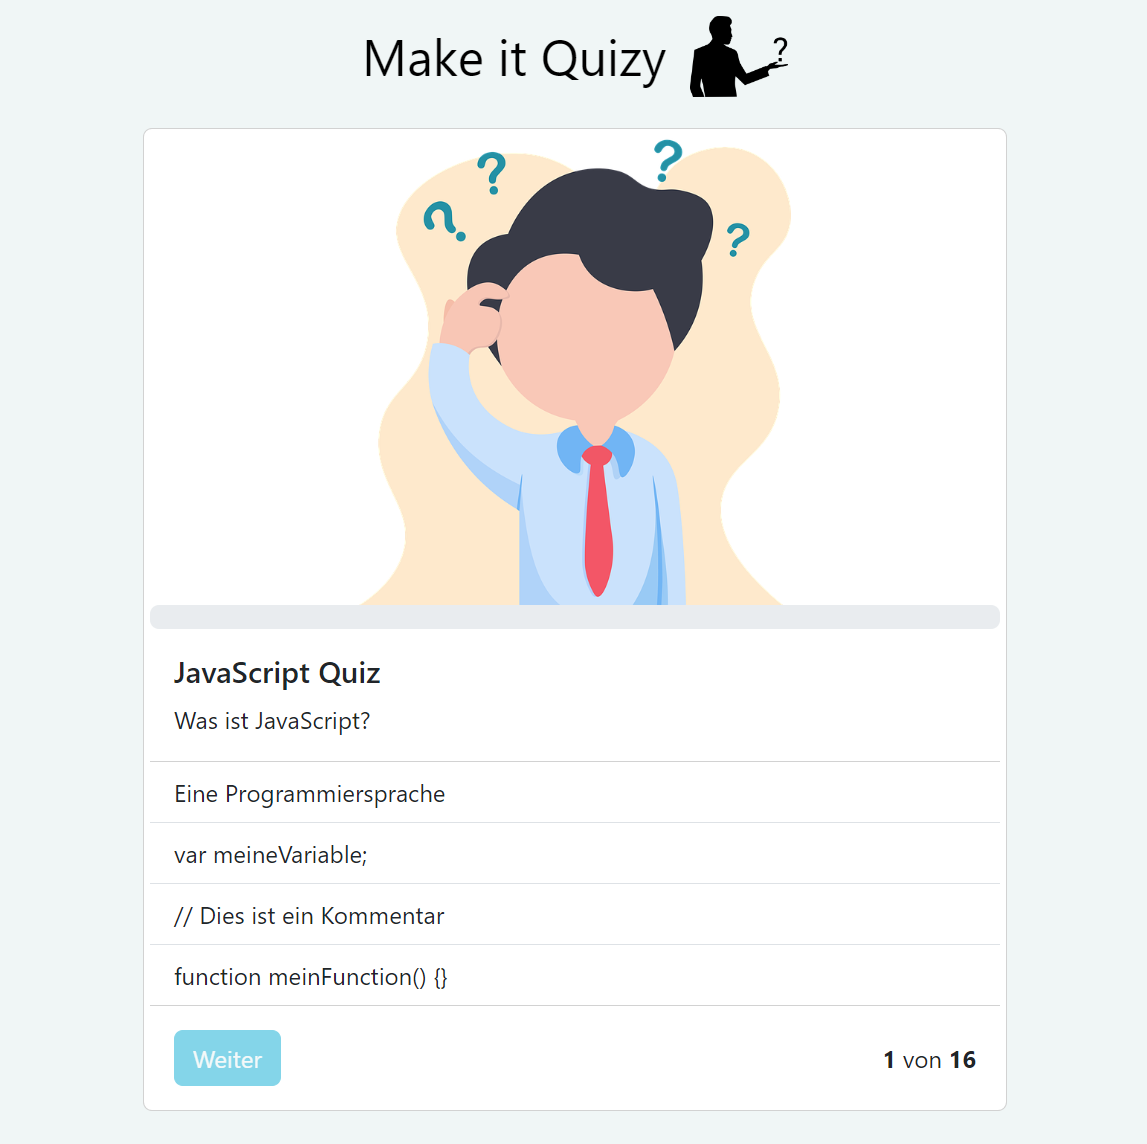 Make it Quizy
?
? ? ? ?
JavaScript Quiz
Was ist JavaScript?
Eine Programmiersprache
var meineVariable;
// Dies ist ein Kommentar
function meinFunction() {}
Weiter
1 von 16